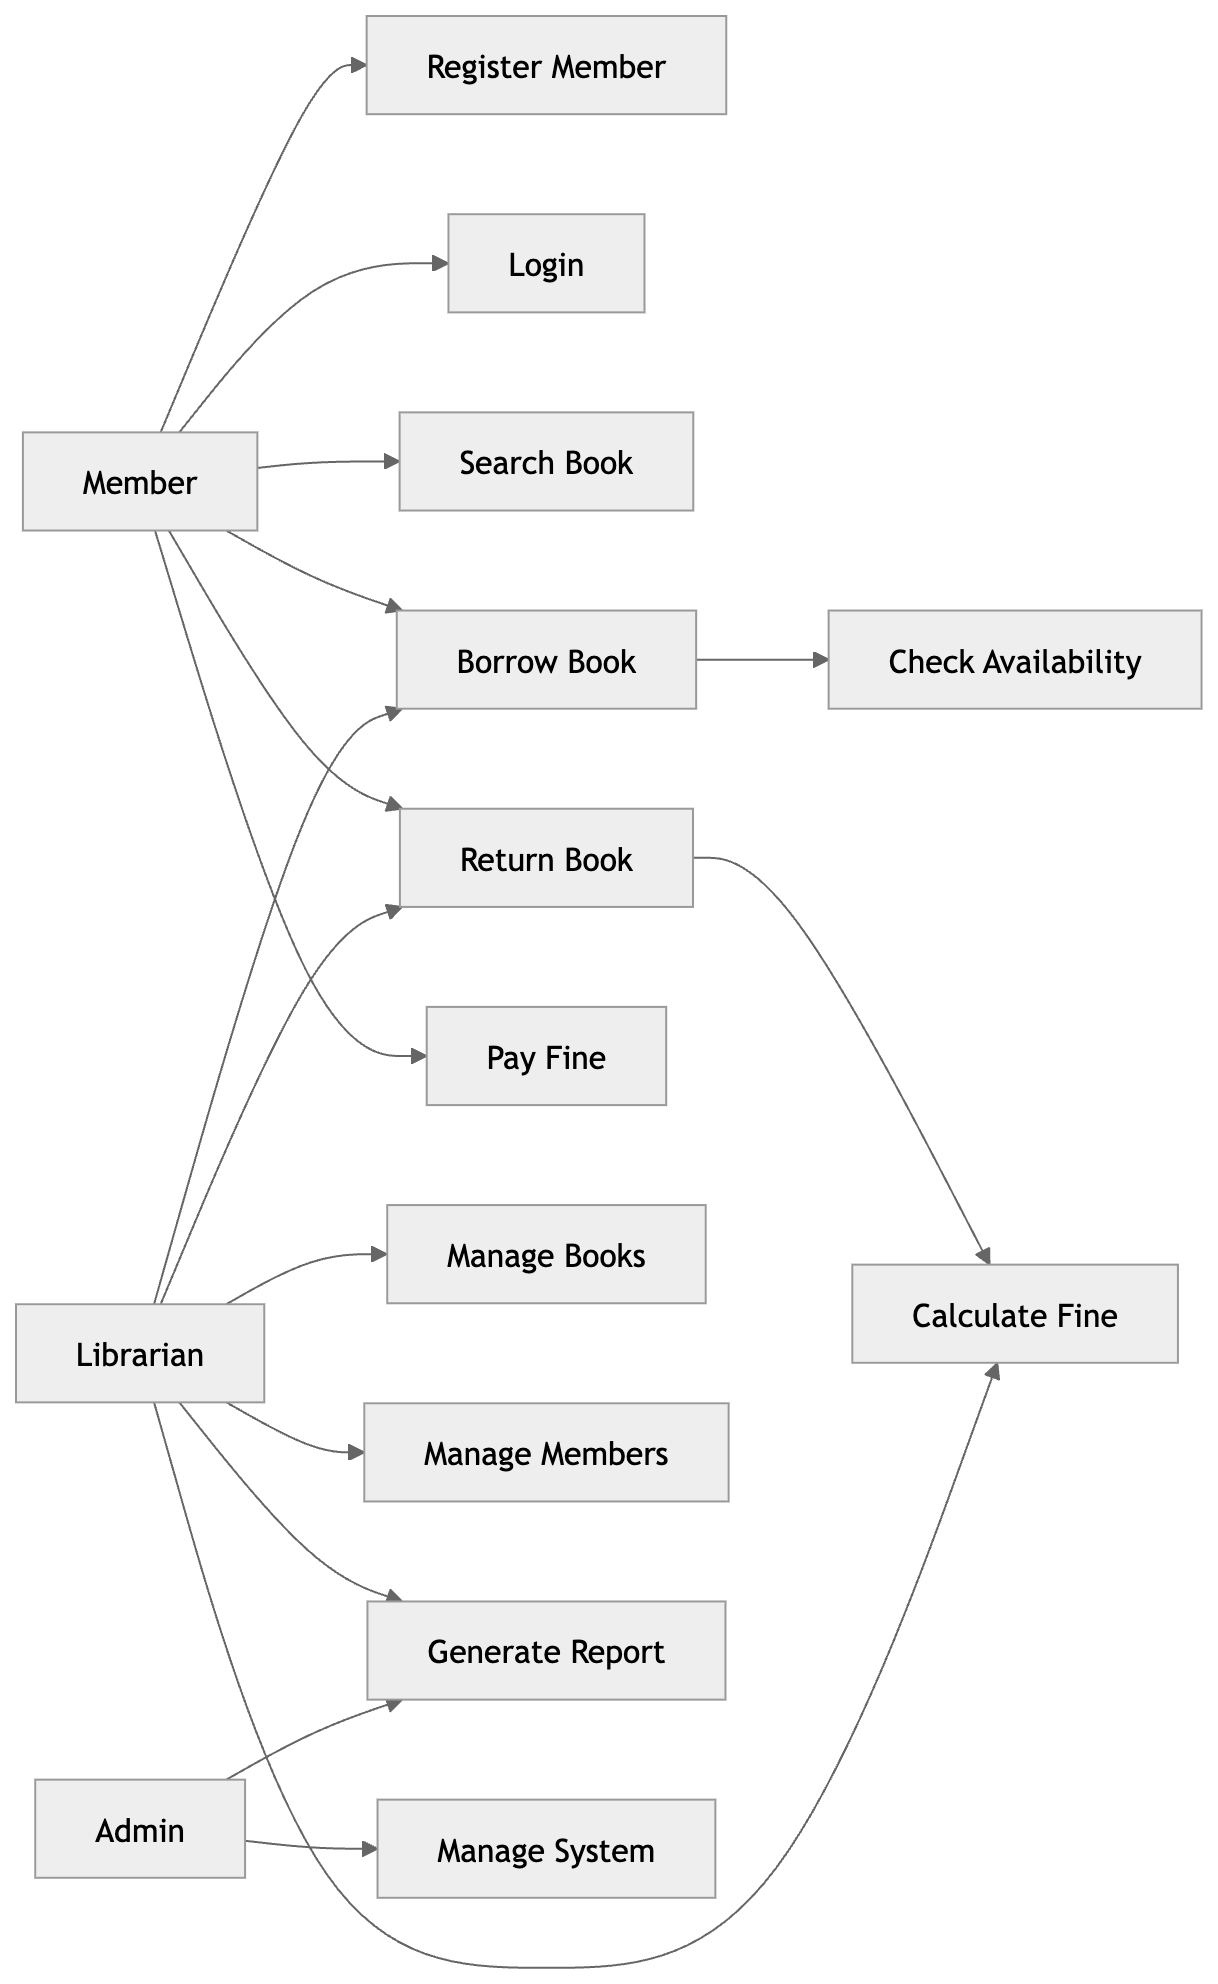 Register Member
Login
Search Book
Member
Borrow Book
Check Availability
Return Book
Pay Fine
Manage Books
Calculate Fine
Librarian
Manage Members
Generate Report
Admin
Manage System